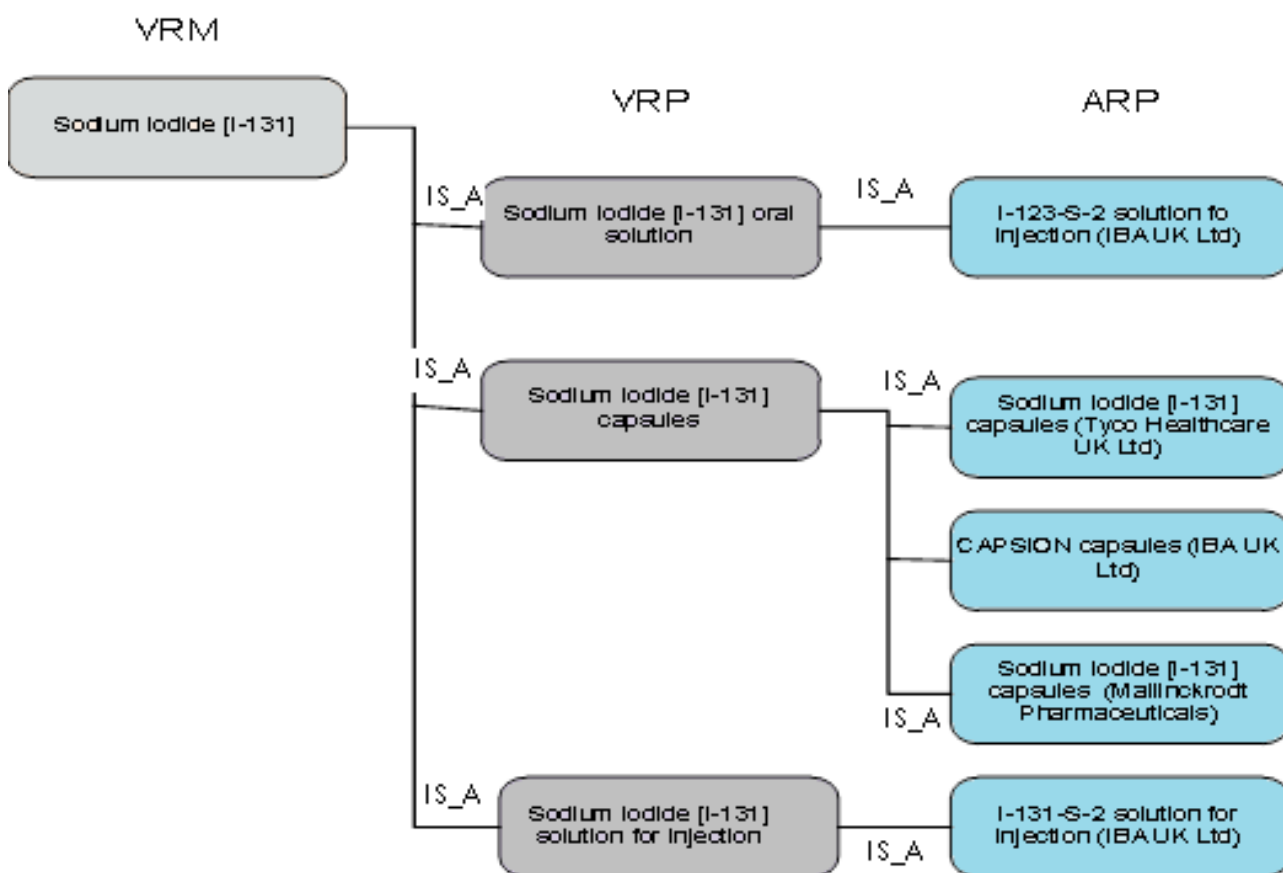 VRM
VRP
ARP
Sodium Iodide [I-131]
IS_A
Sodium Iodide [I-131] oral
solution
IS_A
I-123-S-2 solution fo
Injection (IBA UK Ltd)
IS_A
Sodium Iodide [I-131]
capsules
IS_A
Sodium Iodide [I-131]
capsules (Tyco Healthcare
UK Ltd)
CAPSION capsules (IBA UK
Ltd)
IS_A
Sodium Iodide [I-131]
capsules (Mallinckrodt
Pharmaceuticals)
IS_A
Sodium Iodide [I-131]
solution for Injection
IS_A
I-131-S-2 solution for
Injection (IBA UK Ltd)